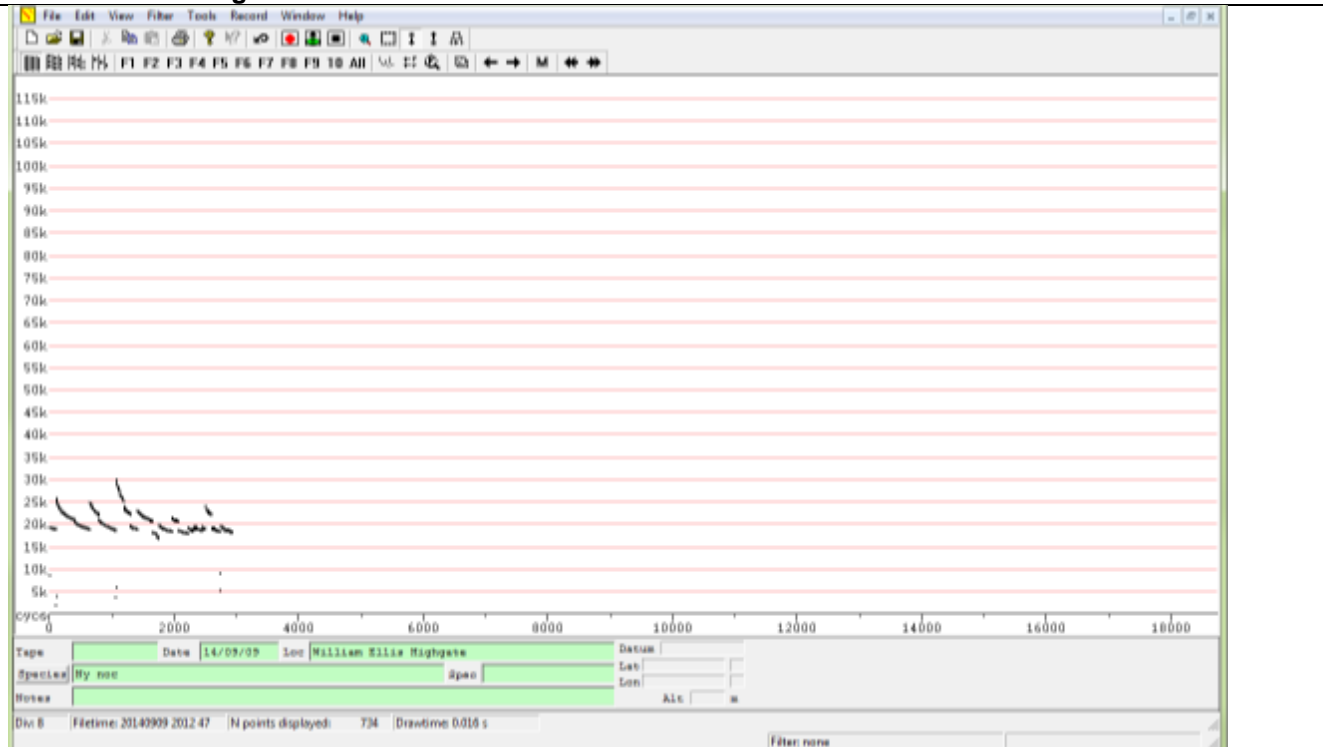 File Edit View Filter Tools Record Window Help
F1 F2 F3 F4 F5 F6 F7 F8 F9 10 All M
115k
110k
105k
100k
95k
90k
85k
80k
75k
70k
65k
60k
55k
50k
45k
40k
35k
30k
25k
20k
15k
10k
5k
cycs
0 2000 4000 6000 8000 10000 12000 14000 16000 18000
Tape Date 14/09/09 Loc William Ellis Highgate Datum
Species Ny noc Spec Lat
Lon
Notes Alt m
Div: 8 Filetime: 20140909 2012 47 N points displayed: 734 Drawtime: 0.016 s
Filter: none